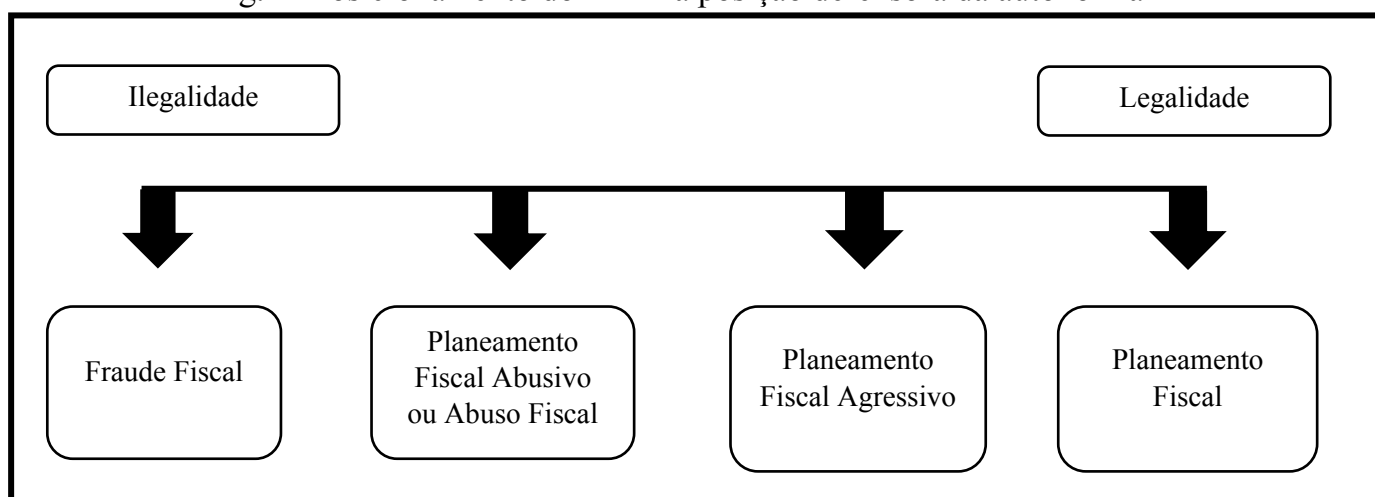 Ilegalidade
Legalidade
Fraude Fiscal
Planeamento
Fiscal Abusivo
ou Abuso Fiscal
Planeamento
Fiscal Agressivo
Planeamento
Fiscal